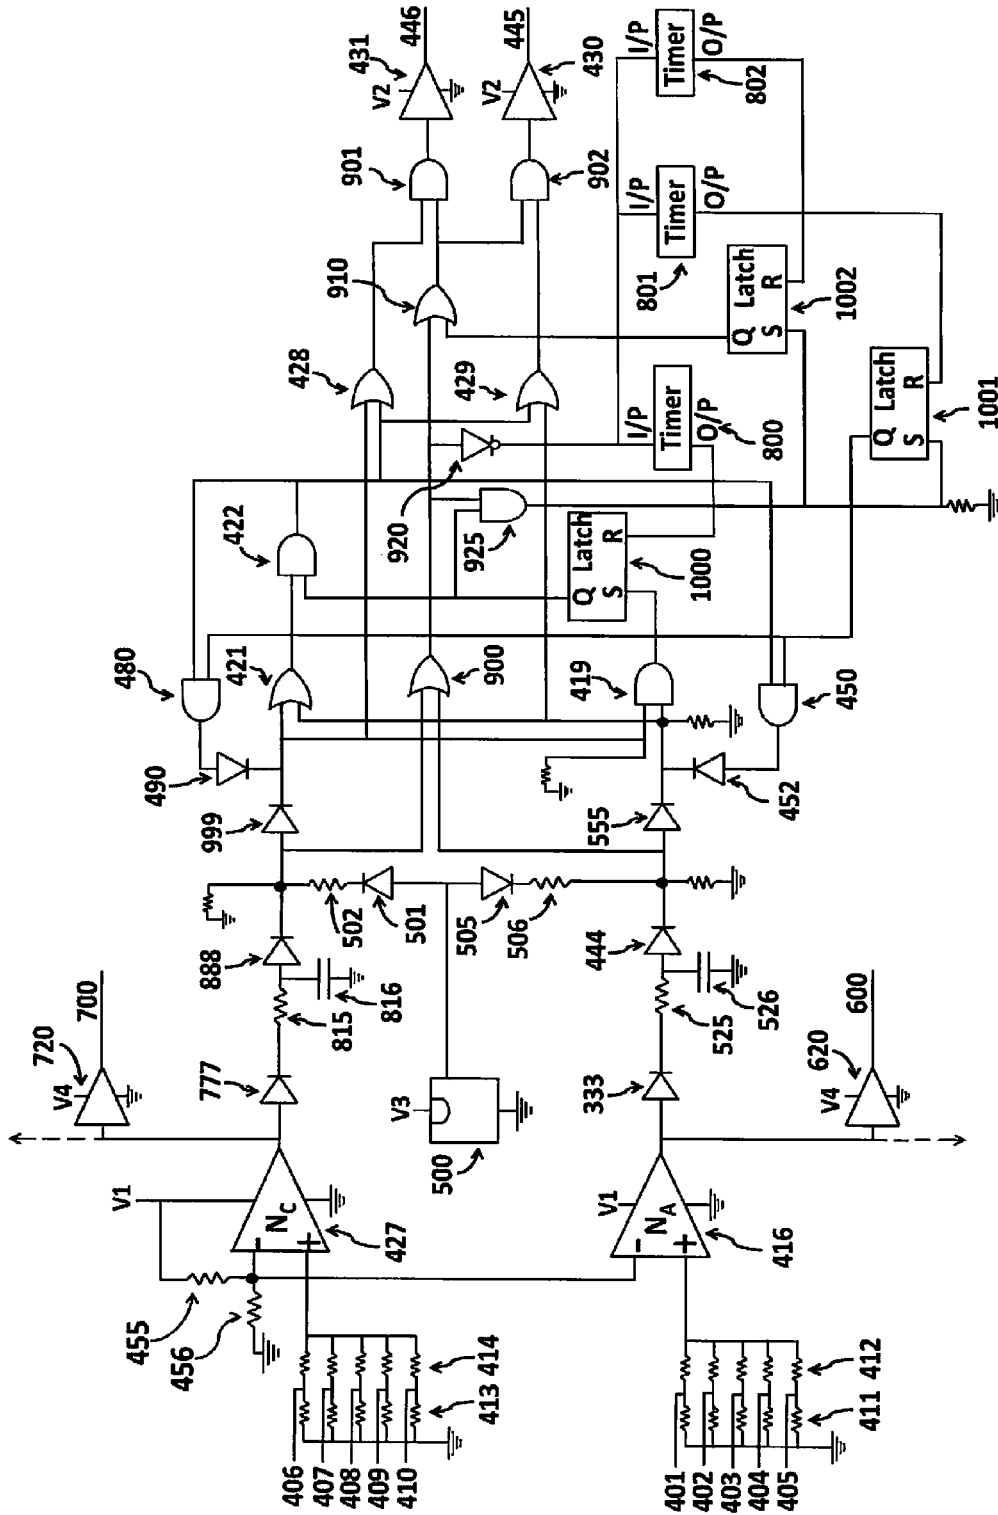 620
V4
600
416
V1
N_A
− +
401
402
403
404
405
411
412
333
525
526
444
506
505
555
452
450
419
1000
Latch
Q
S R
500
V3
501
502
455
456
V1
427
N_C
− +
406
407
408
409
410
413
414
720
V4
700
777
815
816
888
999
490
480
421
422
900
925
920
428
429
910
901
902
431
V2
446
430
V2
445
I/P
Timer
O/P
800
I/P
Timer
O/P
801
I/P
Timer
O/P
802
Q
Latch
S R
1002
Q
Latch
S R
1001